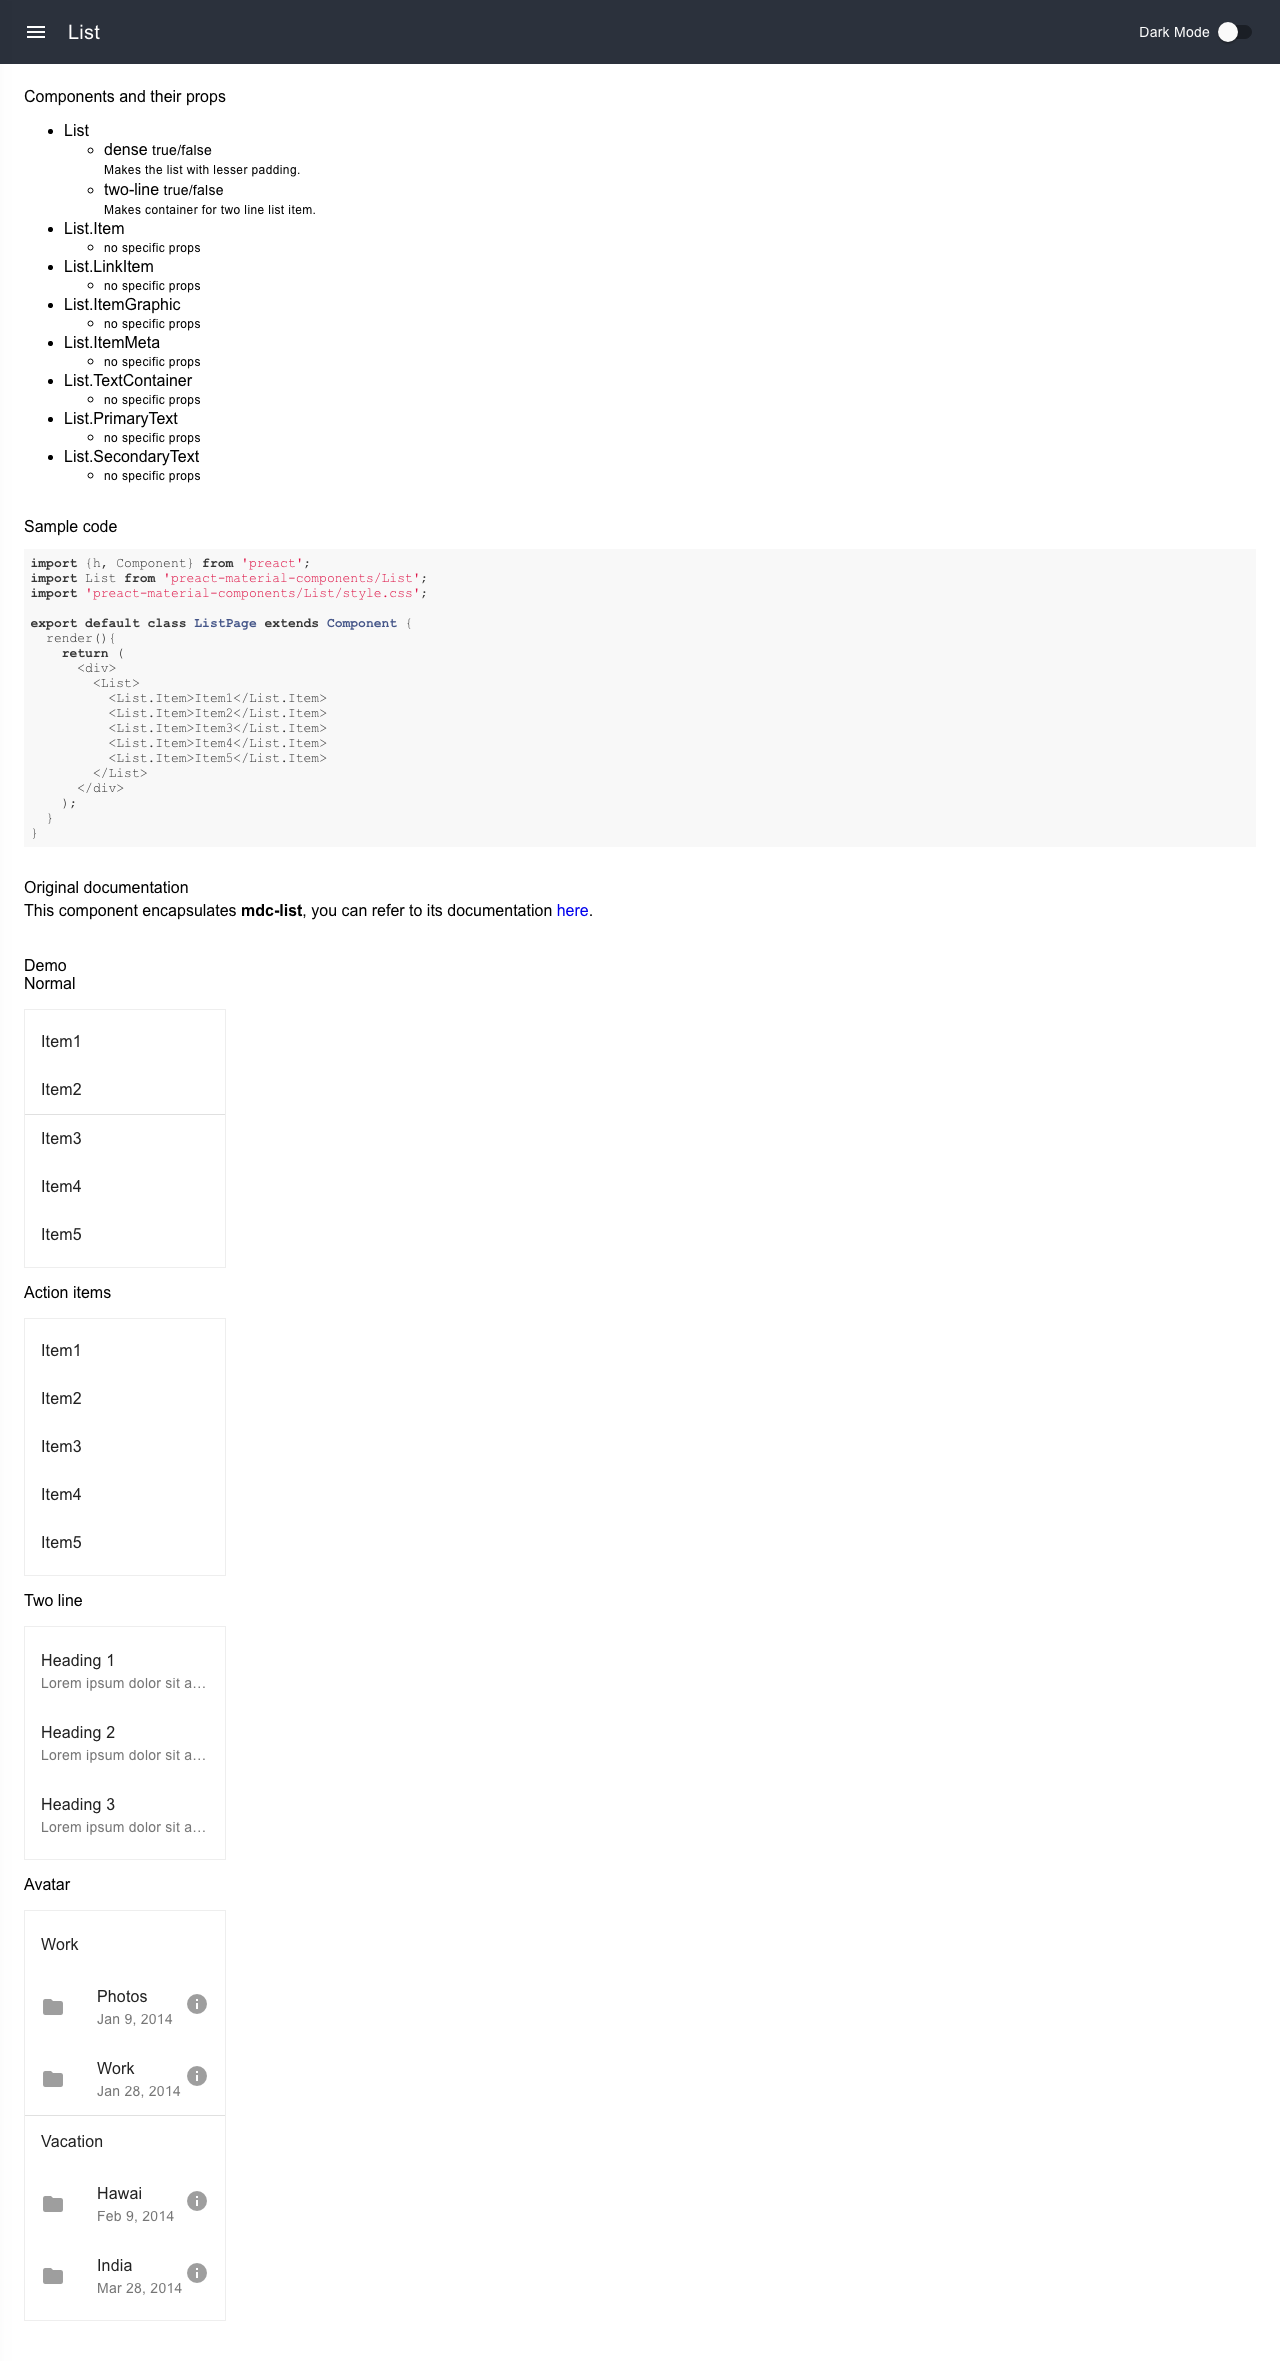 List
Dark Mode
Components and their props
List
dense true/false
Makes the list with lesser padding.
two-line true/false
Makes container for two line list item.
List.Item
no specific props
List.LinkItem
no specific props
List.ItemGraphic
no specific props
List.ItemMeta
no specific props
List.TextContainer
no specific props
List.PrimaryText
no specific props
List.SecondaryText
no specific props
Sample code
import {h, Component} from 'preact';
import List from 'preact-material-components/List';
import 'preact-material-components/List/style.css';
export default class ListPage extends Component {
render(){
return (
<div>
<List>
<List.Item>Item1</List.Item>
<List.Item>Item2</List.Item>
<List.Item>Item3</List.Item>
<List.Item>Item4</List.Item>
<List.Item>Item5</List.Item>
</List>
</div>
);
}
}
Original documentation
This component encapsulates mdc-list, you can refer to its documentation here.
Demo
Normal
Item1
Item2
Item3
Item4
Item5
Action items
Item1
Item2
Item3
Item4
Item5
Two line
Heading 1
Lorem ipsum dolor sit a...
Heading 2
Lorem ipsum dolor sit a...
Heading 3
Lorem ipsum dolor sit a...
Avatar
Work
Photos
Jan 9, 2014
Work
Jan 28, 2014
Vacation
Hawai
Feb 9, 2014
India
Mar 28, 2014